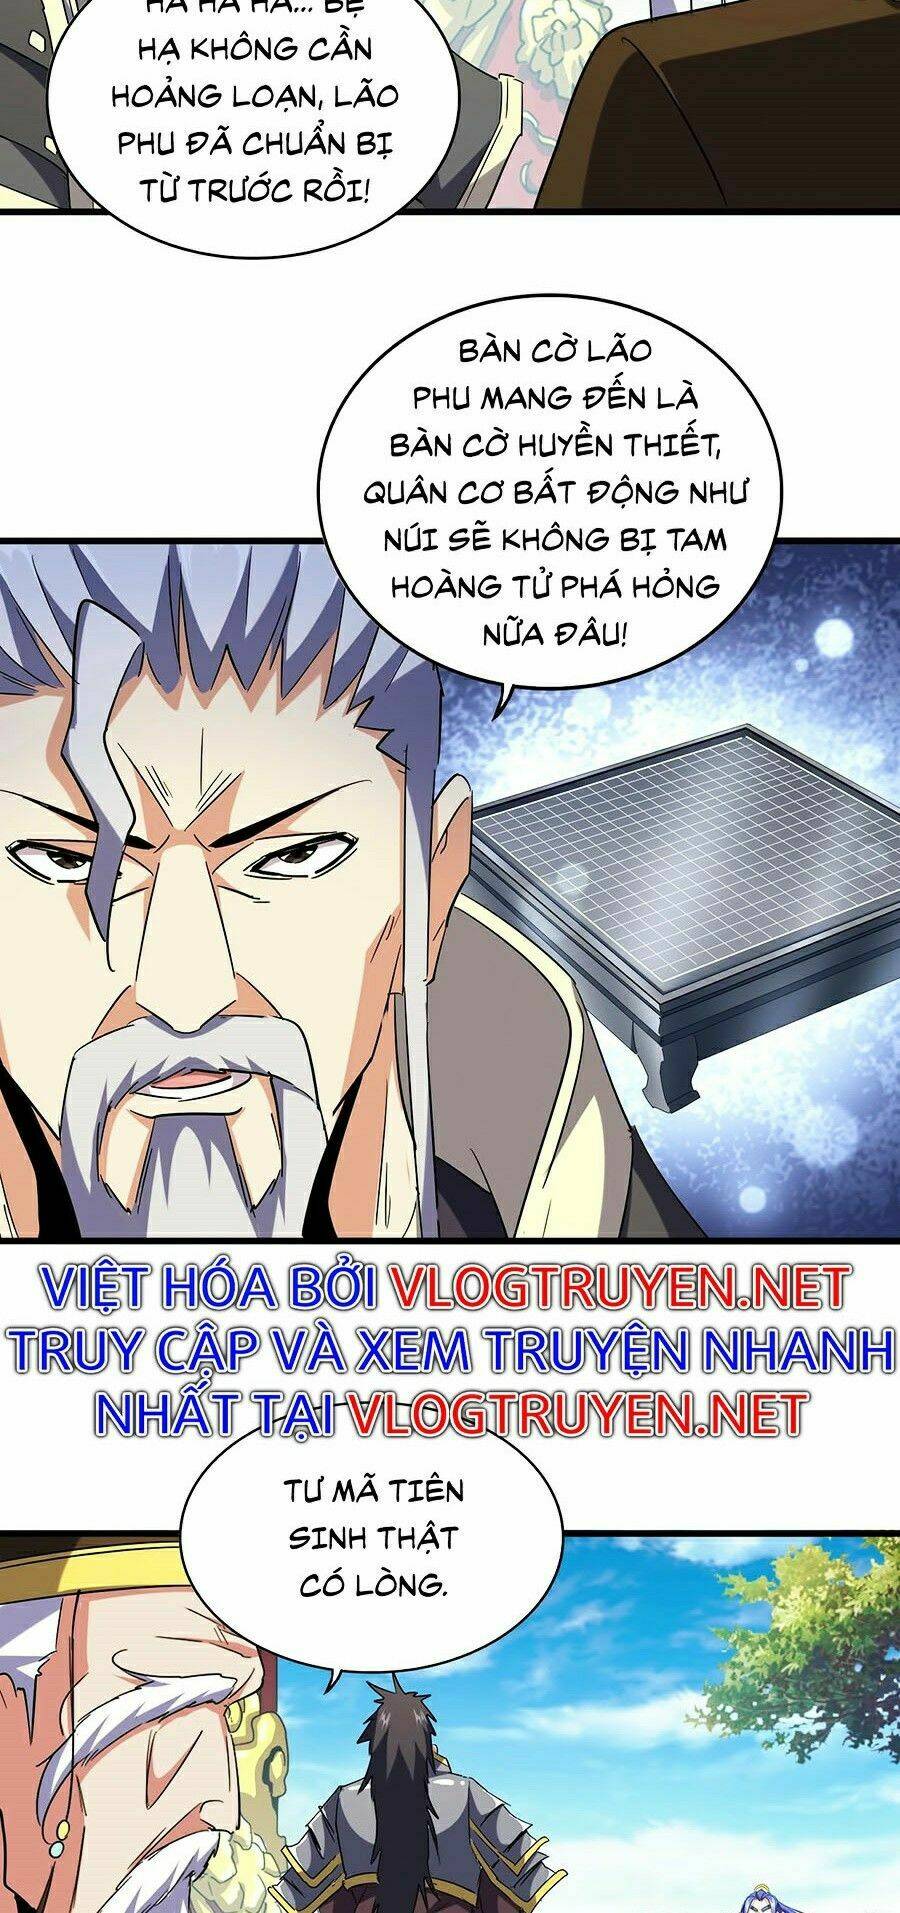 HA HA HA... BỆ
HẠ KHÔNG CẦN
HOẢNG LOẠN, LÃO
PHU ĐÃ CHUẨN BỊ
TỪ TRƯỚC RỒI!
BÀN CỜ LÃO
PHU MANG ĐẾN LÀ
BÀN CỜ HUYỀN THIẾT,
QUÂN CƠ BẤT ĐỘNG NHƯ
NÚI SẼ KHÔNG BỊ TAM
HOÀNG TỬ PHÁ HỎNG
NỮA ĐÂU!
VIỆT HÓA BỞI VLOGTRUYEN.NET
TRUY CẬP VÀ XEM TRUYỆN NHANH
NHẤT TẠI VLOGTRUYEN.NET
TƯ MÃ TIÊN
SINH THẬT
CÓ LÒNG.